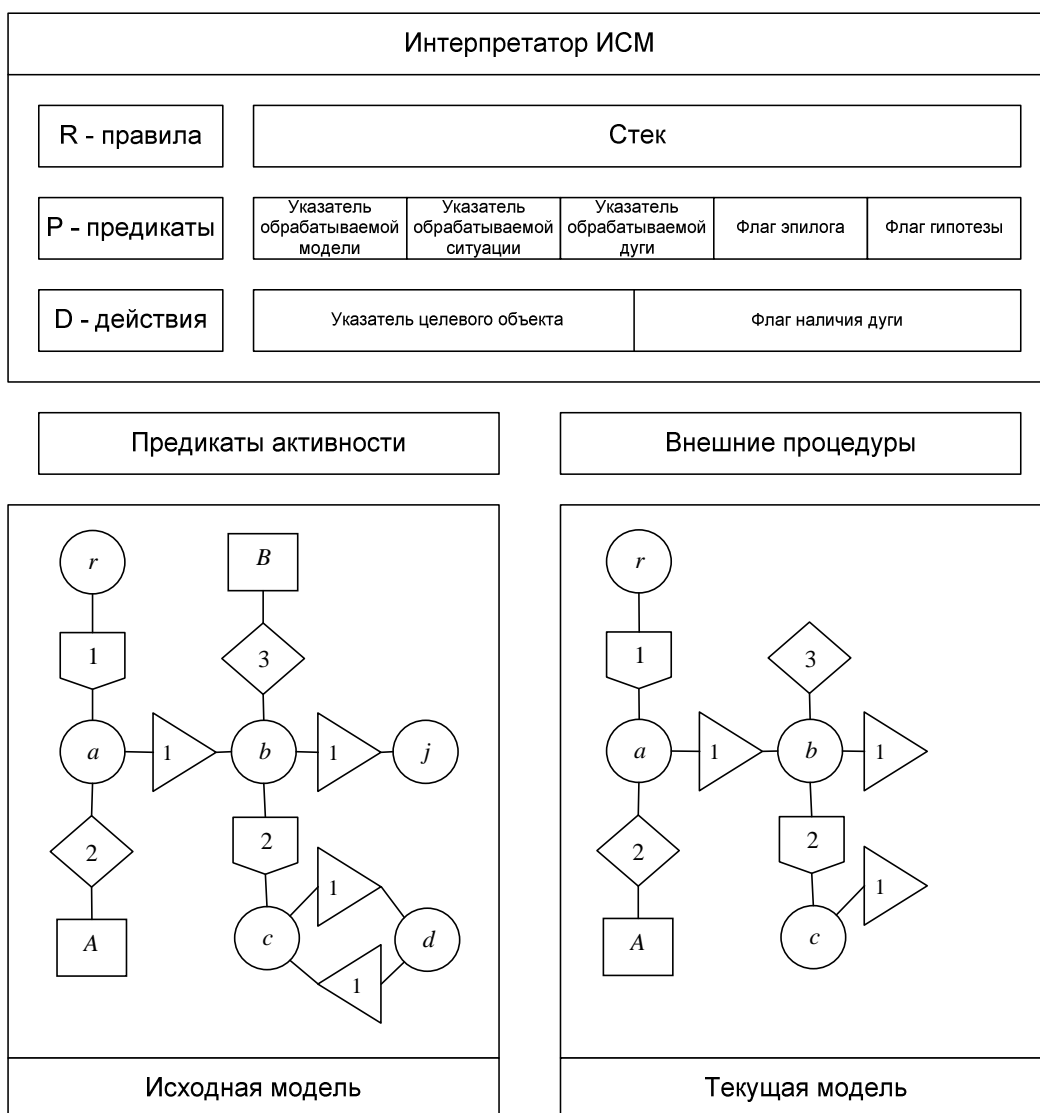 Интерпретатор ИСМ
R - правила
Стек
P - предикаты
Указатель
обрабатываемой
модели
Указатель
обрабатываемой
ситуации
Указатель
обрабатываемой
дуги
Флаг эпилога
Флаг гипотезы
D - действия
Указатель целевого объекта
Флаг наличия дуги
Предикаты активности
Внешние процедуры
r
B
1
3
a
1
b
1
j
2
2
1
A
c
d
1
Исходная модель
r
1
3
a
1
b
1
2
2
1
A
c
Текущая модель